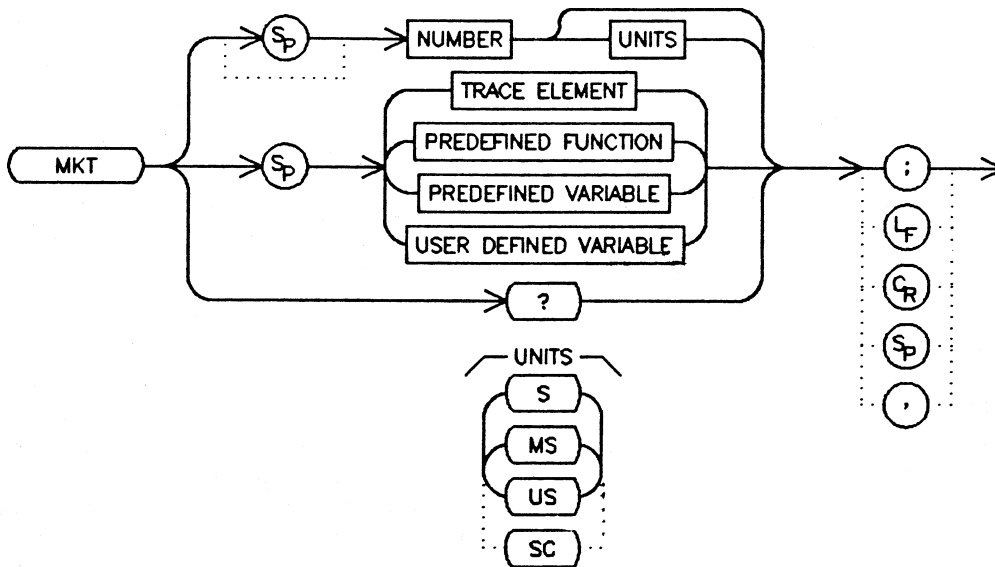 SP
NUMBER
UNITS
TRACE ELEMENT
PREDEFINED FUNCTION
MKT
SP
PREDEFINED VARIABLE
USER DEFINED VARIABLE
?
;
LF
CR
SP
,
UNITS
S
MS
US
SC